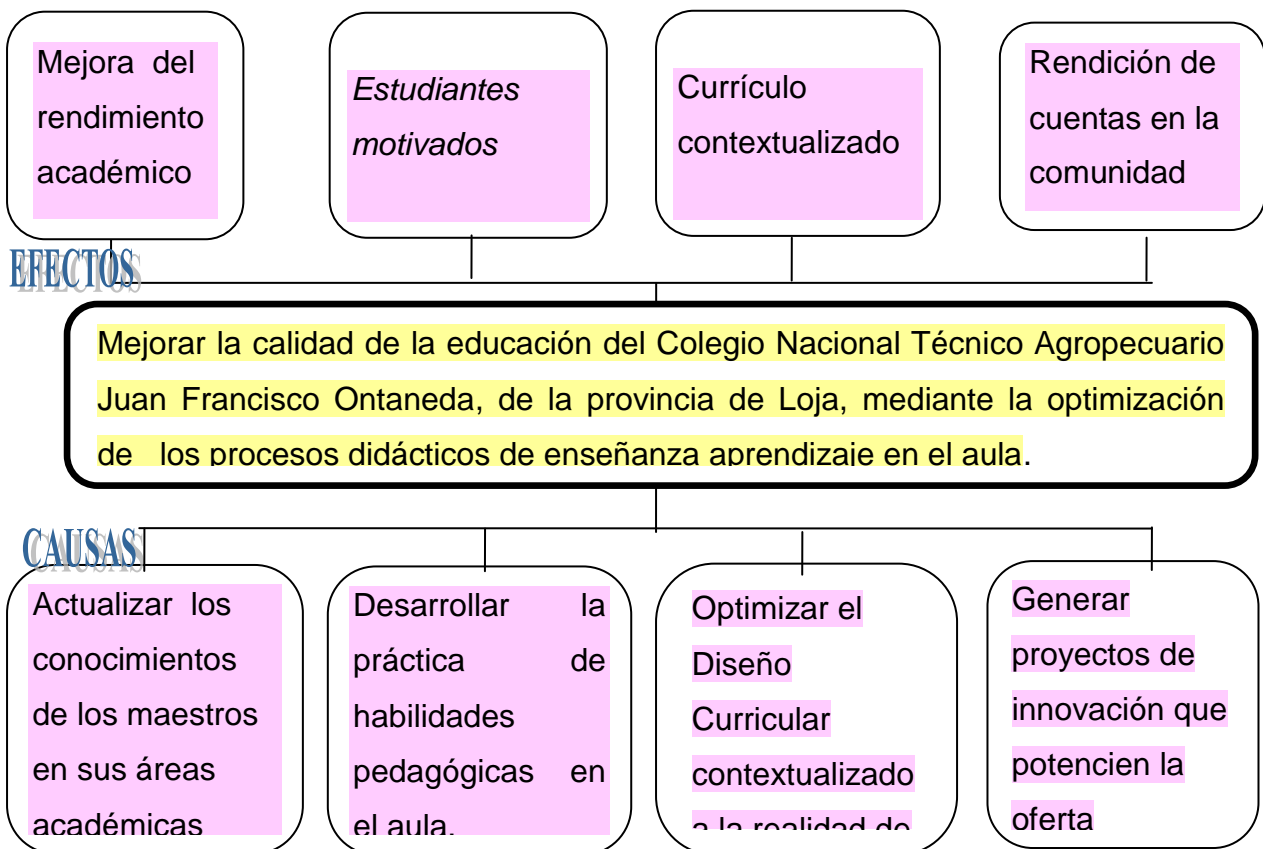 Mejora del
rendimiento
académico
Estudiantes
motivados
Currículo
contextualizado
Rendición de
cuentas en la
comunidad
EFECTOS
Mejorar la calidad de la educación del Colegio Nacional Técnico Agropecuario
Juan Francisco Ontaneda, de la provincia de Loja, mediante la optimización
de los procesos didácticos de enseñanza aprendizaje en el aula.
CAUSAS
Actualizar los
conocimientos
de los maestros
en sus áreas
académicas
Desarrollar la
práctica de
habilidades
pedagógicas en
el aula.
Optimizar el
Diseño
Curricular
contextualizado
a la realidad de
Generar
proyectos de
innovación que
potencien la
oferta